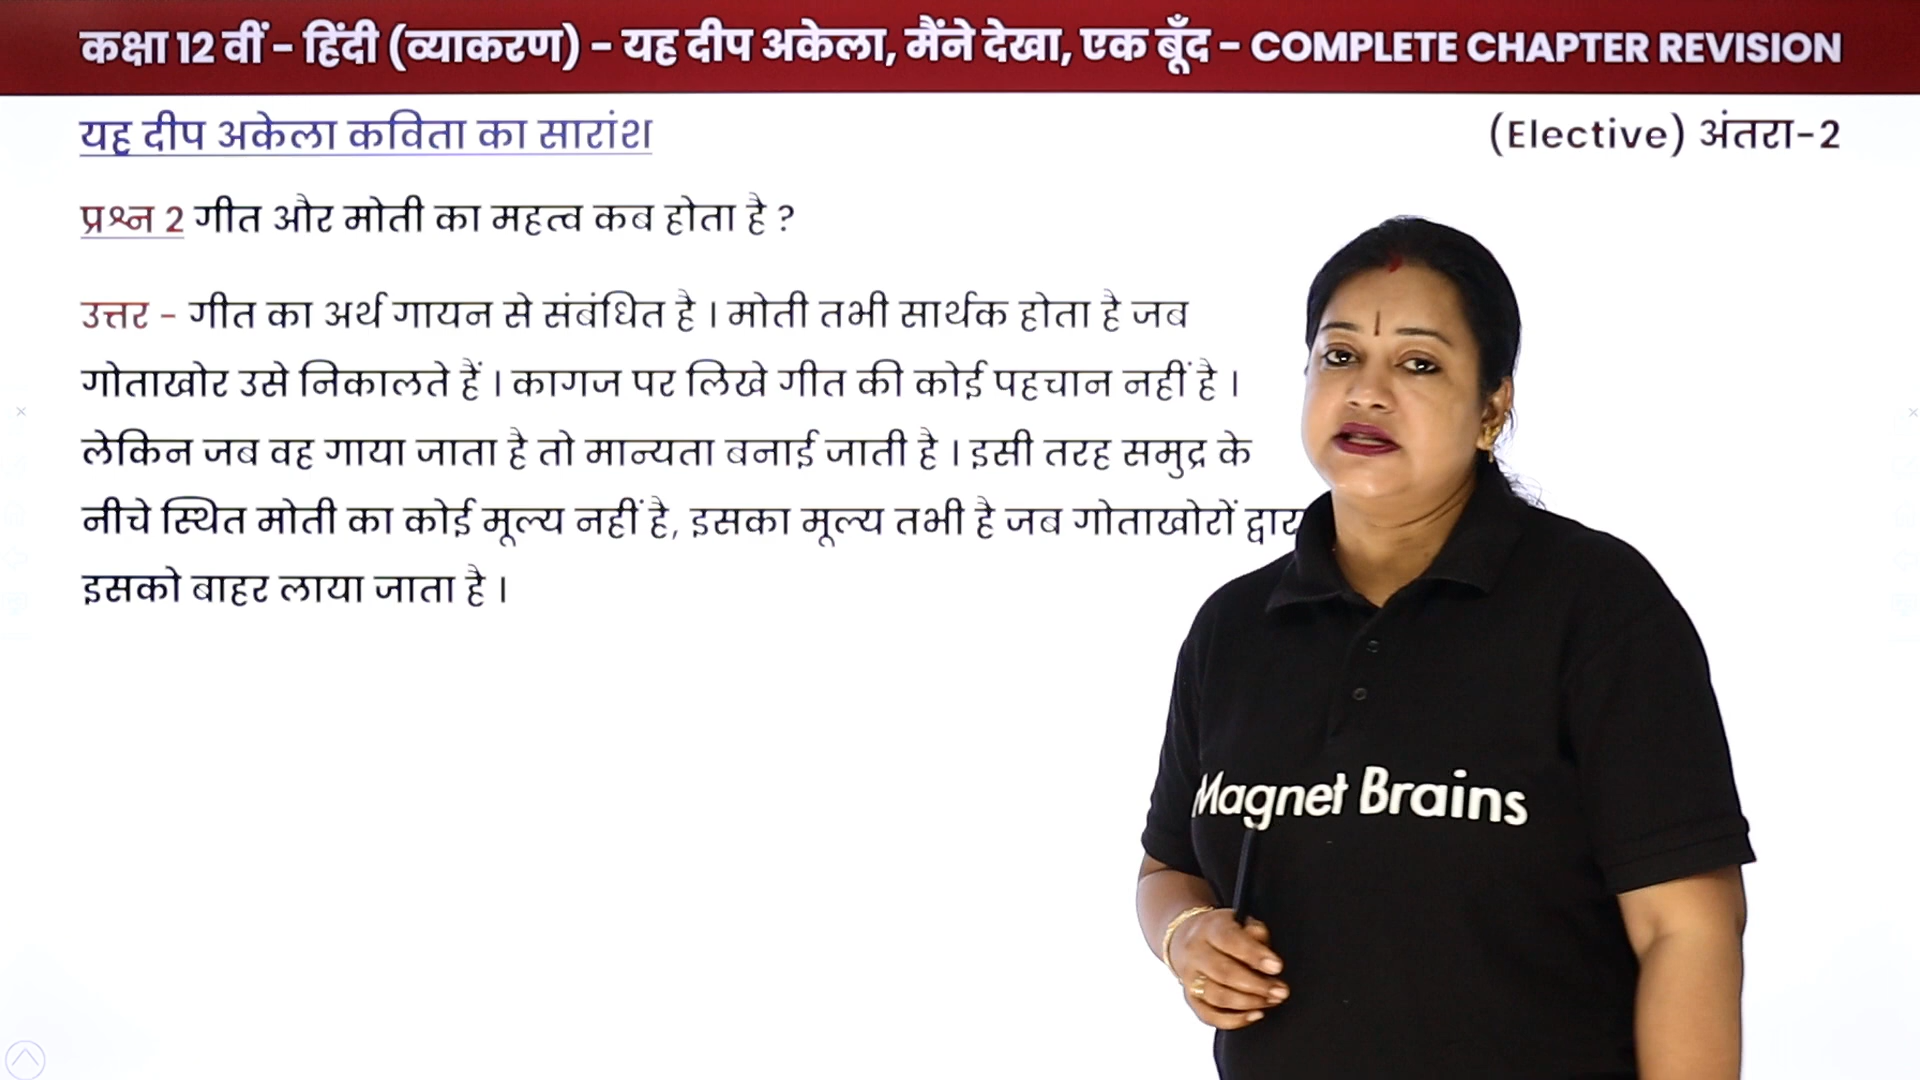 कक्षा 12 वीं - हिंदी (व्याकरण) - यह दीप अकेला, मैंने देखा, एक बूँद - COMPLETE CHAPTER REVISION
यह दीप अकेला कविता का सारांश
(Elective) अंतरा-2
प्रश्न 2 गीत और मोती का महत्व कब होता है ?
उत्तर - गीत का अर्थ गायन से संबंधित है । मोती तभी सार्थक होता है जब
गोताखोर उसे निकालते हैं । कागज पर लिखे गीत की कोई पहचान नहीं है ।
लेकिन जब वह गाया जाता है तो मान्यता बनाई जाती है । इसी तरह समुद्र के
नीचे स्थित मोती का कोई मूल्य नहीं है, इसका मूल्य तभी है जब गोताखोरों
इसको बाहर लाया जाता है ।
Magnet Brains